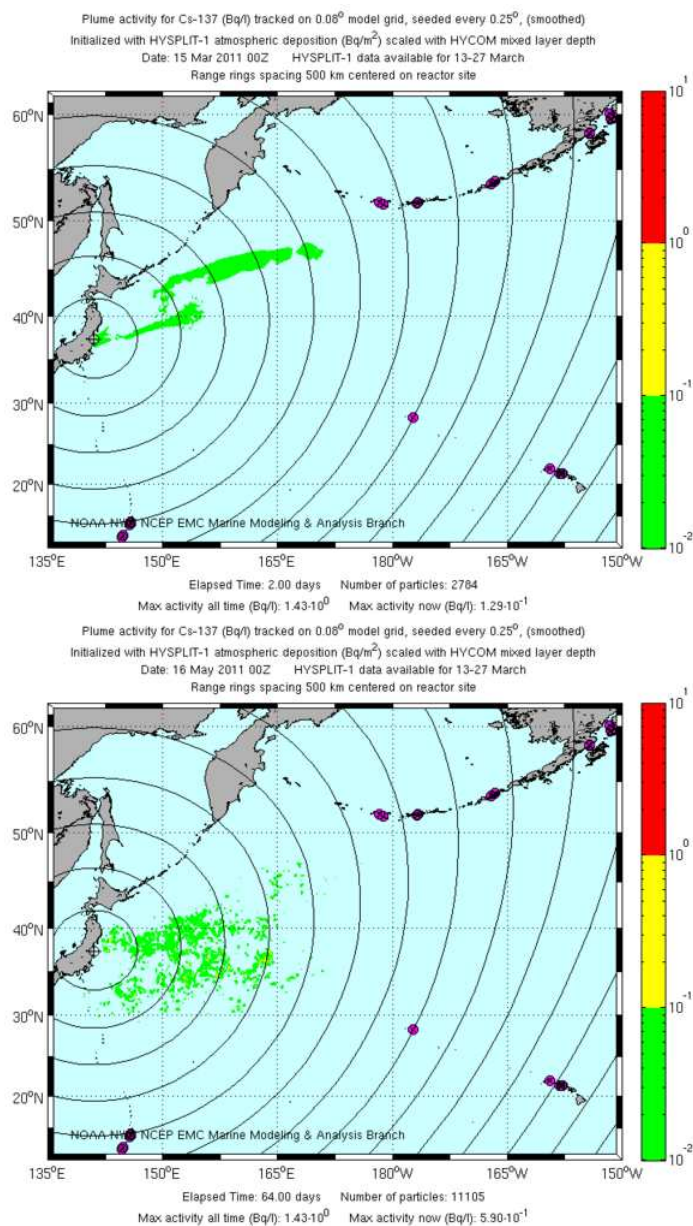 Plume activity for Cs-137 (Bq/l) tracked on 0.08° model grid, seeded every 0.25°, (smoothed)
Initialized with HYSPLIT-1 atmospheric deposition (Bq/m²) scaled with HYCOM mixed layer depth
Date: 15 Mar 2011 00Z HYSPLIT-1 data available for 13-27 March
Range rings spacing 500 km centered on reactor site
60°N
50°N
40°N
30°N
20°N
135°E 150°E 165°E 180°W 165°W 150°W
10¹
10⁰
10⁻¹
10⁻²
NOAA NCEP EMC Marine Modeling & Analysis Branch
Elapsed Time: 2.00 days Number of particles: 2784
Max activity all time (Bq/l): 1.43·10⁰ Max activity now (Bq/l): 1.29·10⁻¹
Plume activity for Cs-137 (Bq/l) tracked on 0.08° model grid, seeded every 0.25°, (smoothed)
Initialized with HYSPLIT-1 atmospheric deposition (Bq/m²) scaled with HYCOM mixed layer depth
Date: 16 May 2011 00Z HYSPLIT-1 data available for 13-27 March
Range rings spacing 500 km centered on reactor site
60°N
50°N
40°N
30°N
20°N
135°E 150°E 165°E 180°W 165°W 150°W
10¹
10⁰
10⁻¹
10⁻²
NOAA NCEP EMC Marine Modeling & Analysis Branch
Elapsed Time: 64.00 days Number of particles: 11105
Max activity all time (Bq/l): 1.43·10⁰ Max activity now (Bq/l): 5.90·10⁻¹